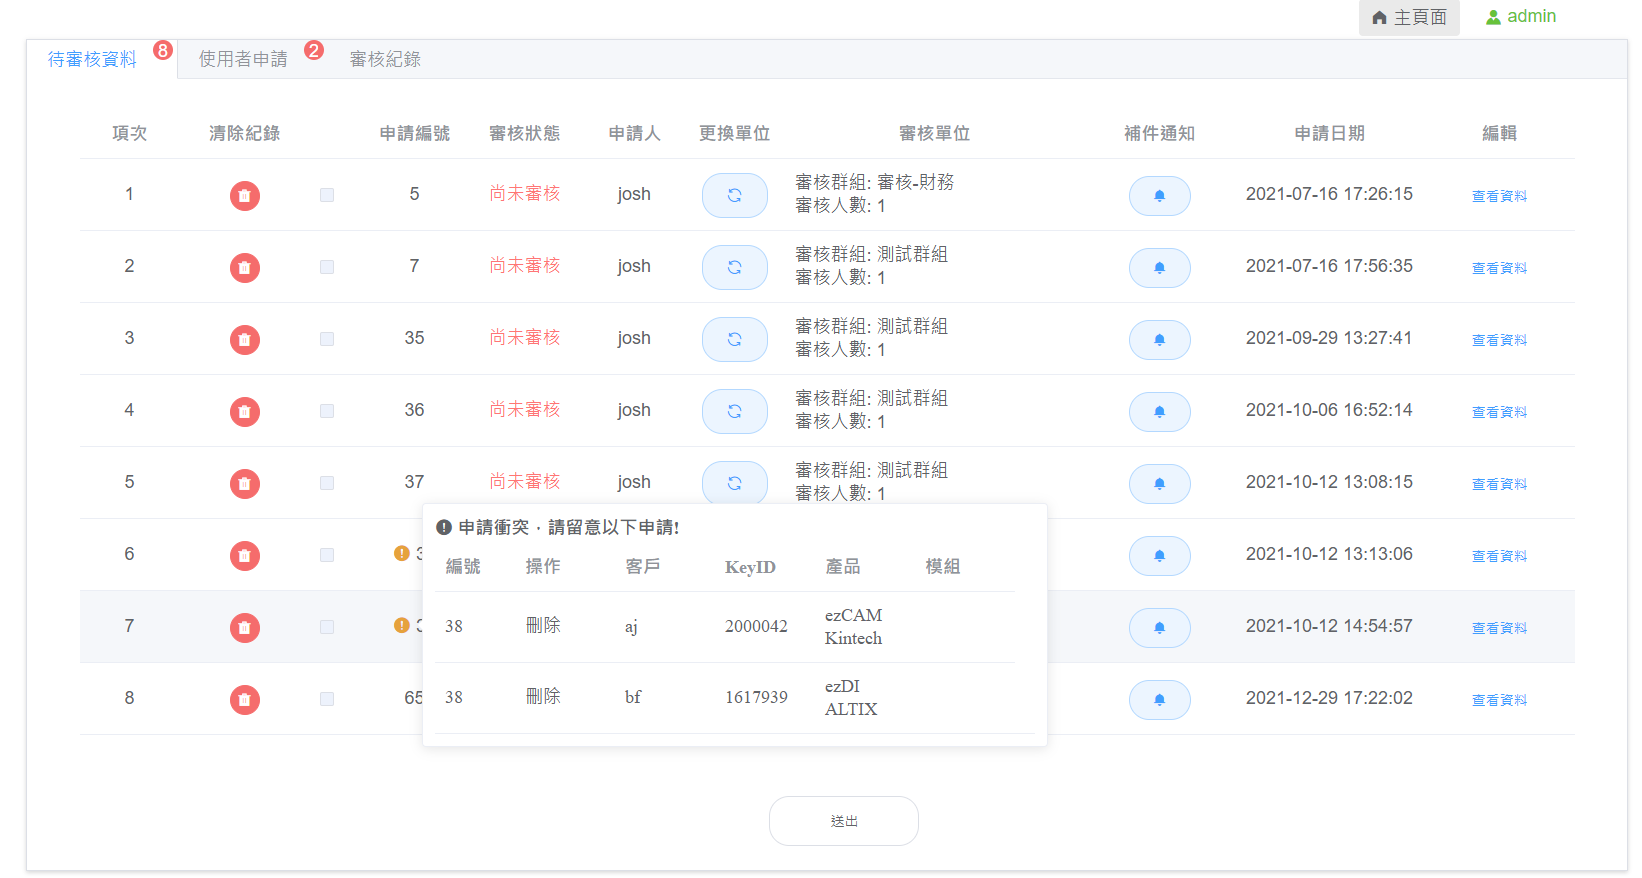 主頁面 admin
待審核資料 8 使用者申請 2 審核紀錄
項次 清除紀錄 申請編號 審核狀態 申請人 更換單位 審核單位 補件通知 申請日期 編輯
1 5 尚未審核 josh 審核群組: 審核-財務 2021-07-16 17:26:15 查看資料
審核人數: 1
2 7 尚未審核 josh 審核群組: 測試群組 2021-07-16 17:56:35 查看資料
審核人數: 1
3 35 尚未審核 josh 審核群組: 測試群組 2021-09-29 13:27:41 查看資料
審核人數: 1
4 36 尚未審核 josh 審核群組: 測試群組 2021-10-06 16:52:14 查看資料
審核人數: 1
5 37 尚未審核 josh 審核群組: 測試群組 2021-10-12 13:08:15 查看資料
審核人數: 1
6 2021-10-12 13:13:06 查看資料
7 2021-10-12 14:54:57 查看資料
8 65 2021-12-29 17:22:02 查看資料
申請衝突，請留意以下申請!
編號 操作 客戶 KeyID 產品 模組
38 刪除 aj 2000042 ezCAM
Kintech
38 刪除 bf 1617939 ezDI
ALTIX
送出